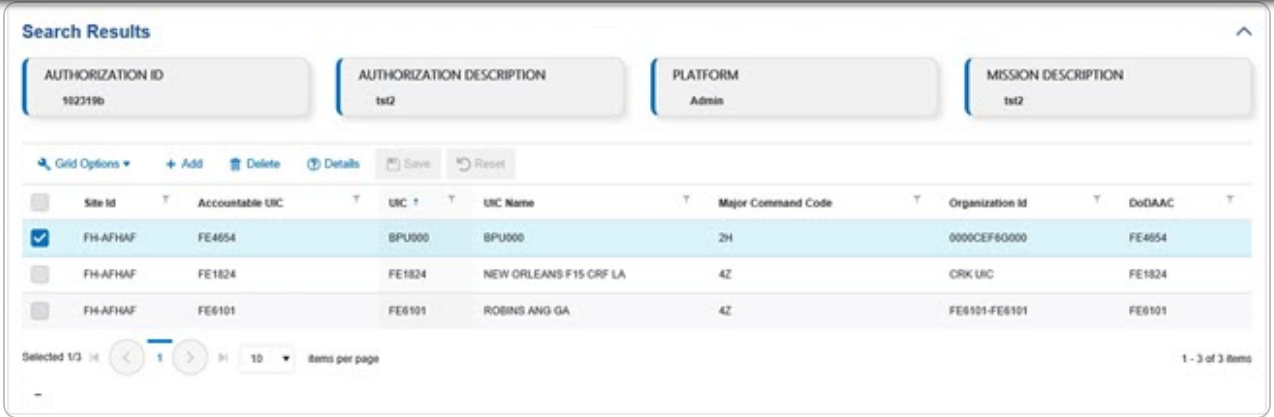 Search Results
AUTHORIZATION ID AUTHORIZATION DESCRIPTION PLATFORM MISSION DESCRIPTION
102319b tst2 Admin tst2
Grid Options + Add Delete Details Save Reset
Site Id Accountable UIC UIC UIC Name Major Command Code Organization Id DoDAAC
FH-AFHAF FE4654 BPU000 BPU000 2H 0000CEF6G000 FE4654
FH-AFHAF FE1824 FE1824 NEW ORLEANS F15 CRF LA 4Z CRK UIC FE1824
FH-AFHAF FE6101 FE6101 ROBINS ANG GA 4Z FE6101-FE6101 FE6101
Selected 1/3 1 10 items per page 1 - 3 of 3 items